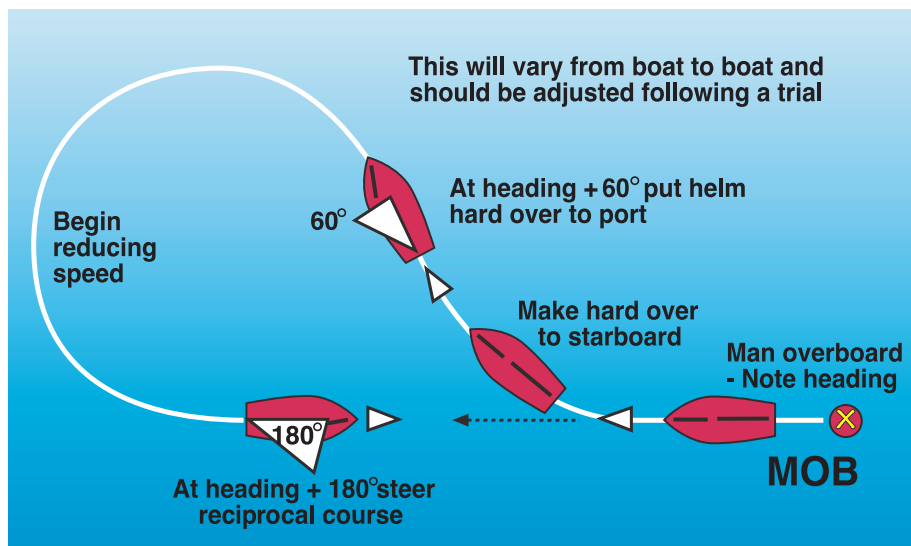 This will vary from boat to boat and
should be adjusted following a trial
At heading + 60° put helm
hard over to port
60°
Begin
reducing
speed
Make hard over
to starboard
Man overboard
- Note heading
MOB
180°
At heading + 180°steer
reciprocal course